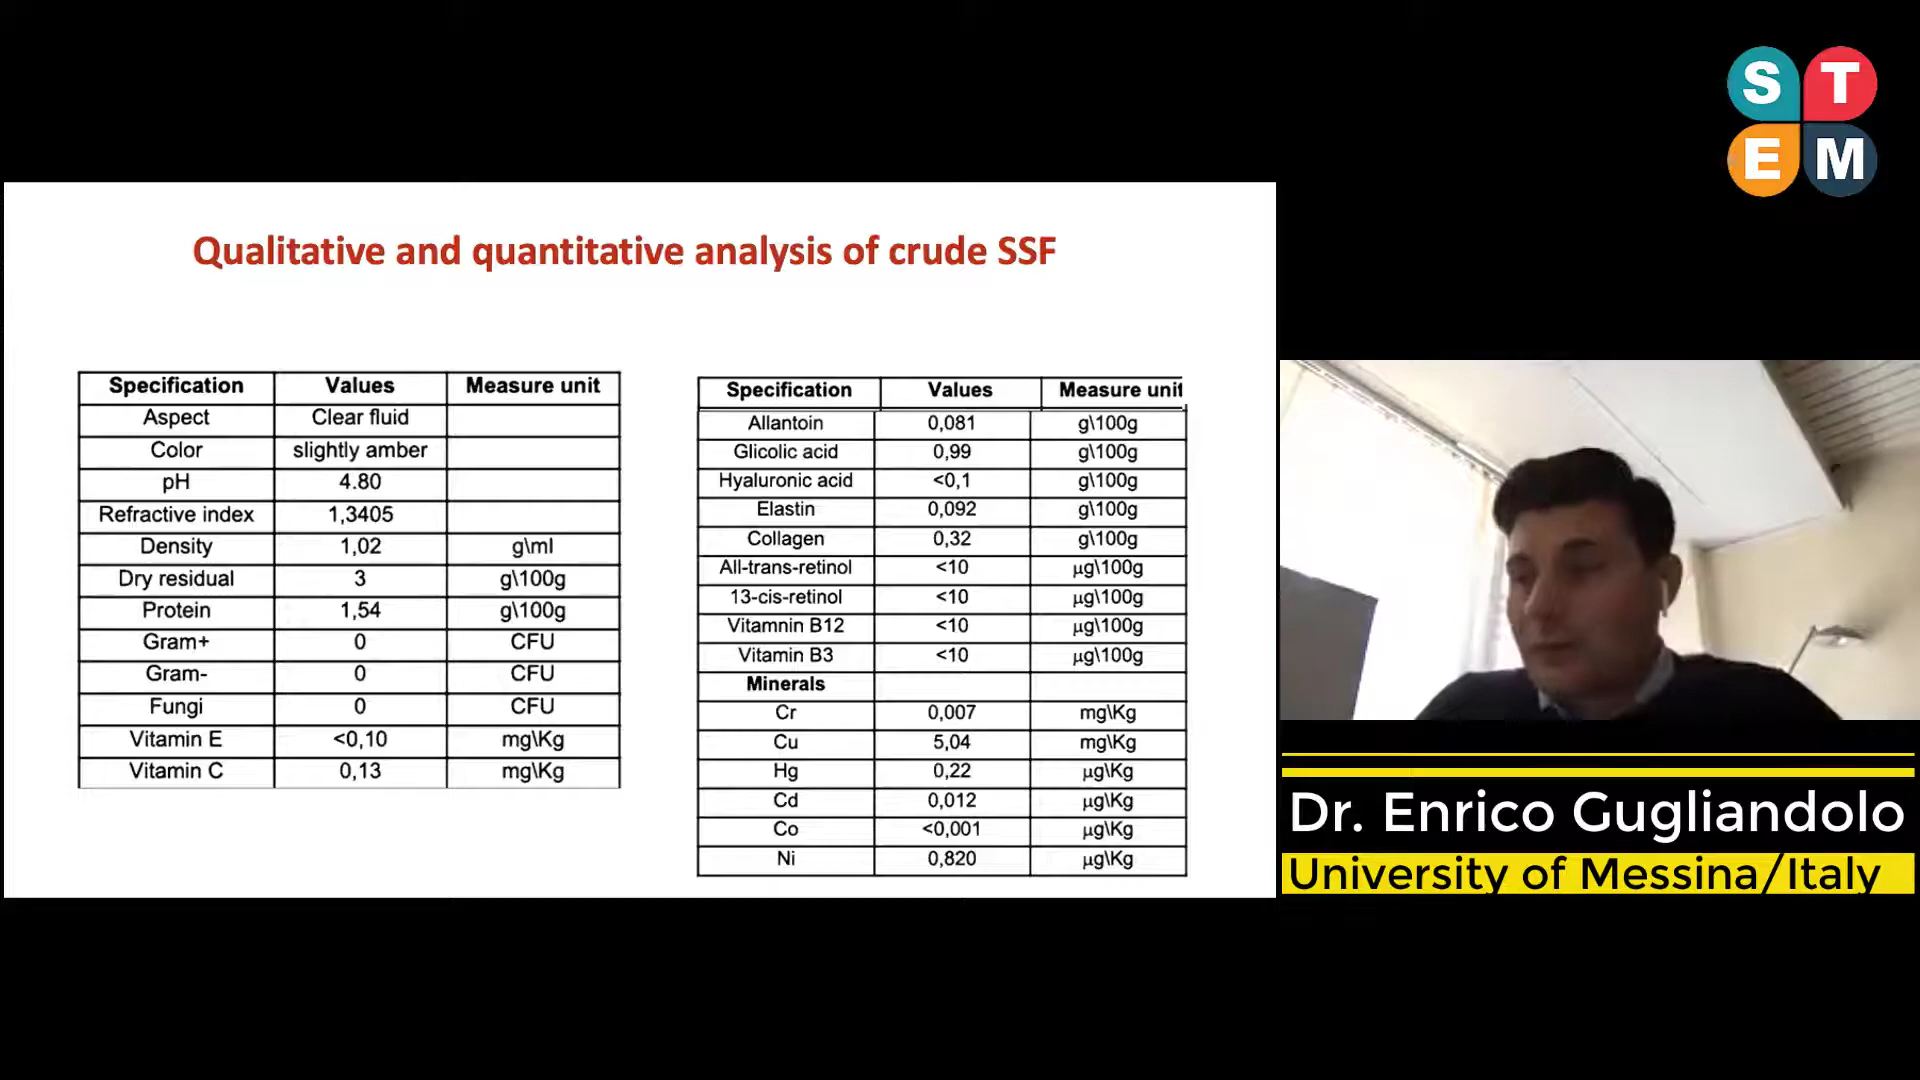 S T
E M
Qualitative and quantitative analysis of crude SSF
Specification Values Measure unit
Aspect Clear fluid
Color slightly amber
pH 4.80
Refractive index 1,3405
Density 1,02 g\ml
Dry residual 3 g\100g
Protein 1,54 g\100g
Gram+ 0 CFU
Gram- 0 CFU
Fungi 0 CFU
Vitamin E <0,10 mg\Kg
Vitamin C 0,13 mg\Kg
Specification Values Measure unit
Allantoin 0,081 g\100g
Glicolic acid 0,99 g\100g
Hyaluronic acid <0,1 g\100g
Elastin 0,092 g\100g
Collagen 0,32 g\100g
All-trans-retinol <10 µg\100g
13-cis-retinol <10 µg\100g
Vitamnin B12 <10 µg\100g
Vitamin B3 <10 µg\100g
Minerals
Cr 0,007 mg\Kg
Cu 5,04 mg\Kg
Hg 0,22 µg\Kg
Cd 0,012 µg\Kg
Co <0,001 µg\Kg
Ni 0,820 µg\Kg
Dr. Enrico Gugliandolo
University of Messina/Italy